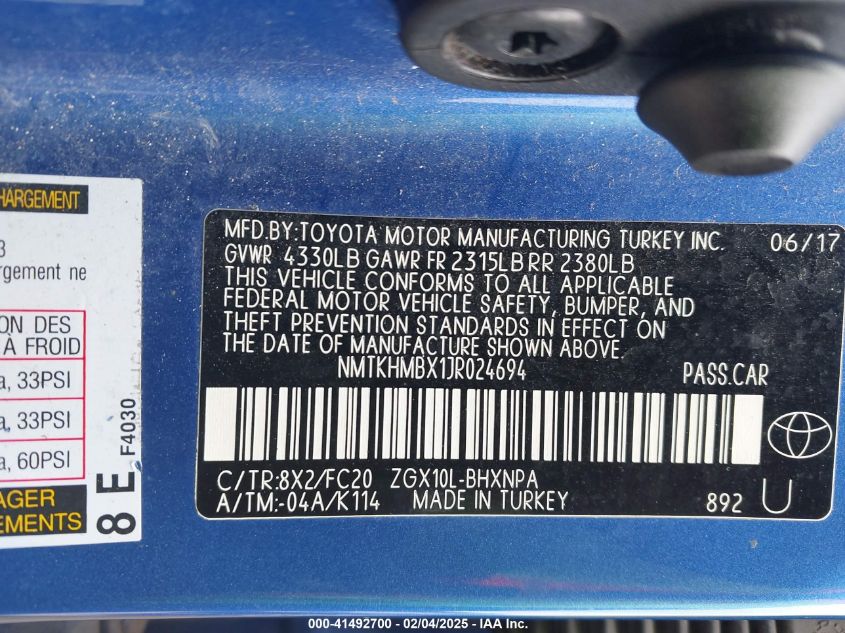 HARGEMENT
3
gement ne
ON DES
À FROID
a, 33PSI
a, 33PSI
a, 60PSI
AGER
EMENTS
8 E
F4030
MFD.BY:TOYOTA MOTOR MANUFACTURING TURKEY INC. 06/17
GVWR 4330LB GAWR FR 2315LB RR 2380LB
THIS VEHICLE CONFORMS TO ALL APPLICABLE
FEDERAL MOTOR VEHICLE SAFETY, BUMPER, AND
THEFT PREVENTION STANDARDS IN EFFECT ON
THE DATE OF MANUFACTURE SHOWN ABOVE.
NMTKHMBX1JR024694 PASS.CAR
C/TR:8X2/FC20 ZGX10L-BHXNPA
A/TM:-04A/K114 MADE IN TURKEY 892 U
000-41492700 - 02/04/2025 - IAA Inc.